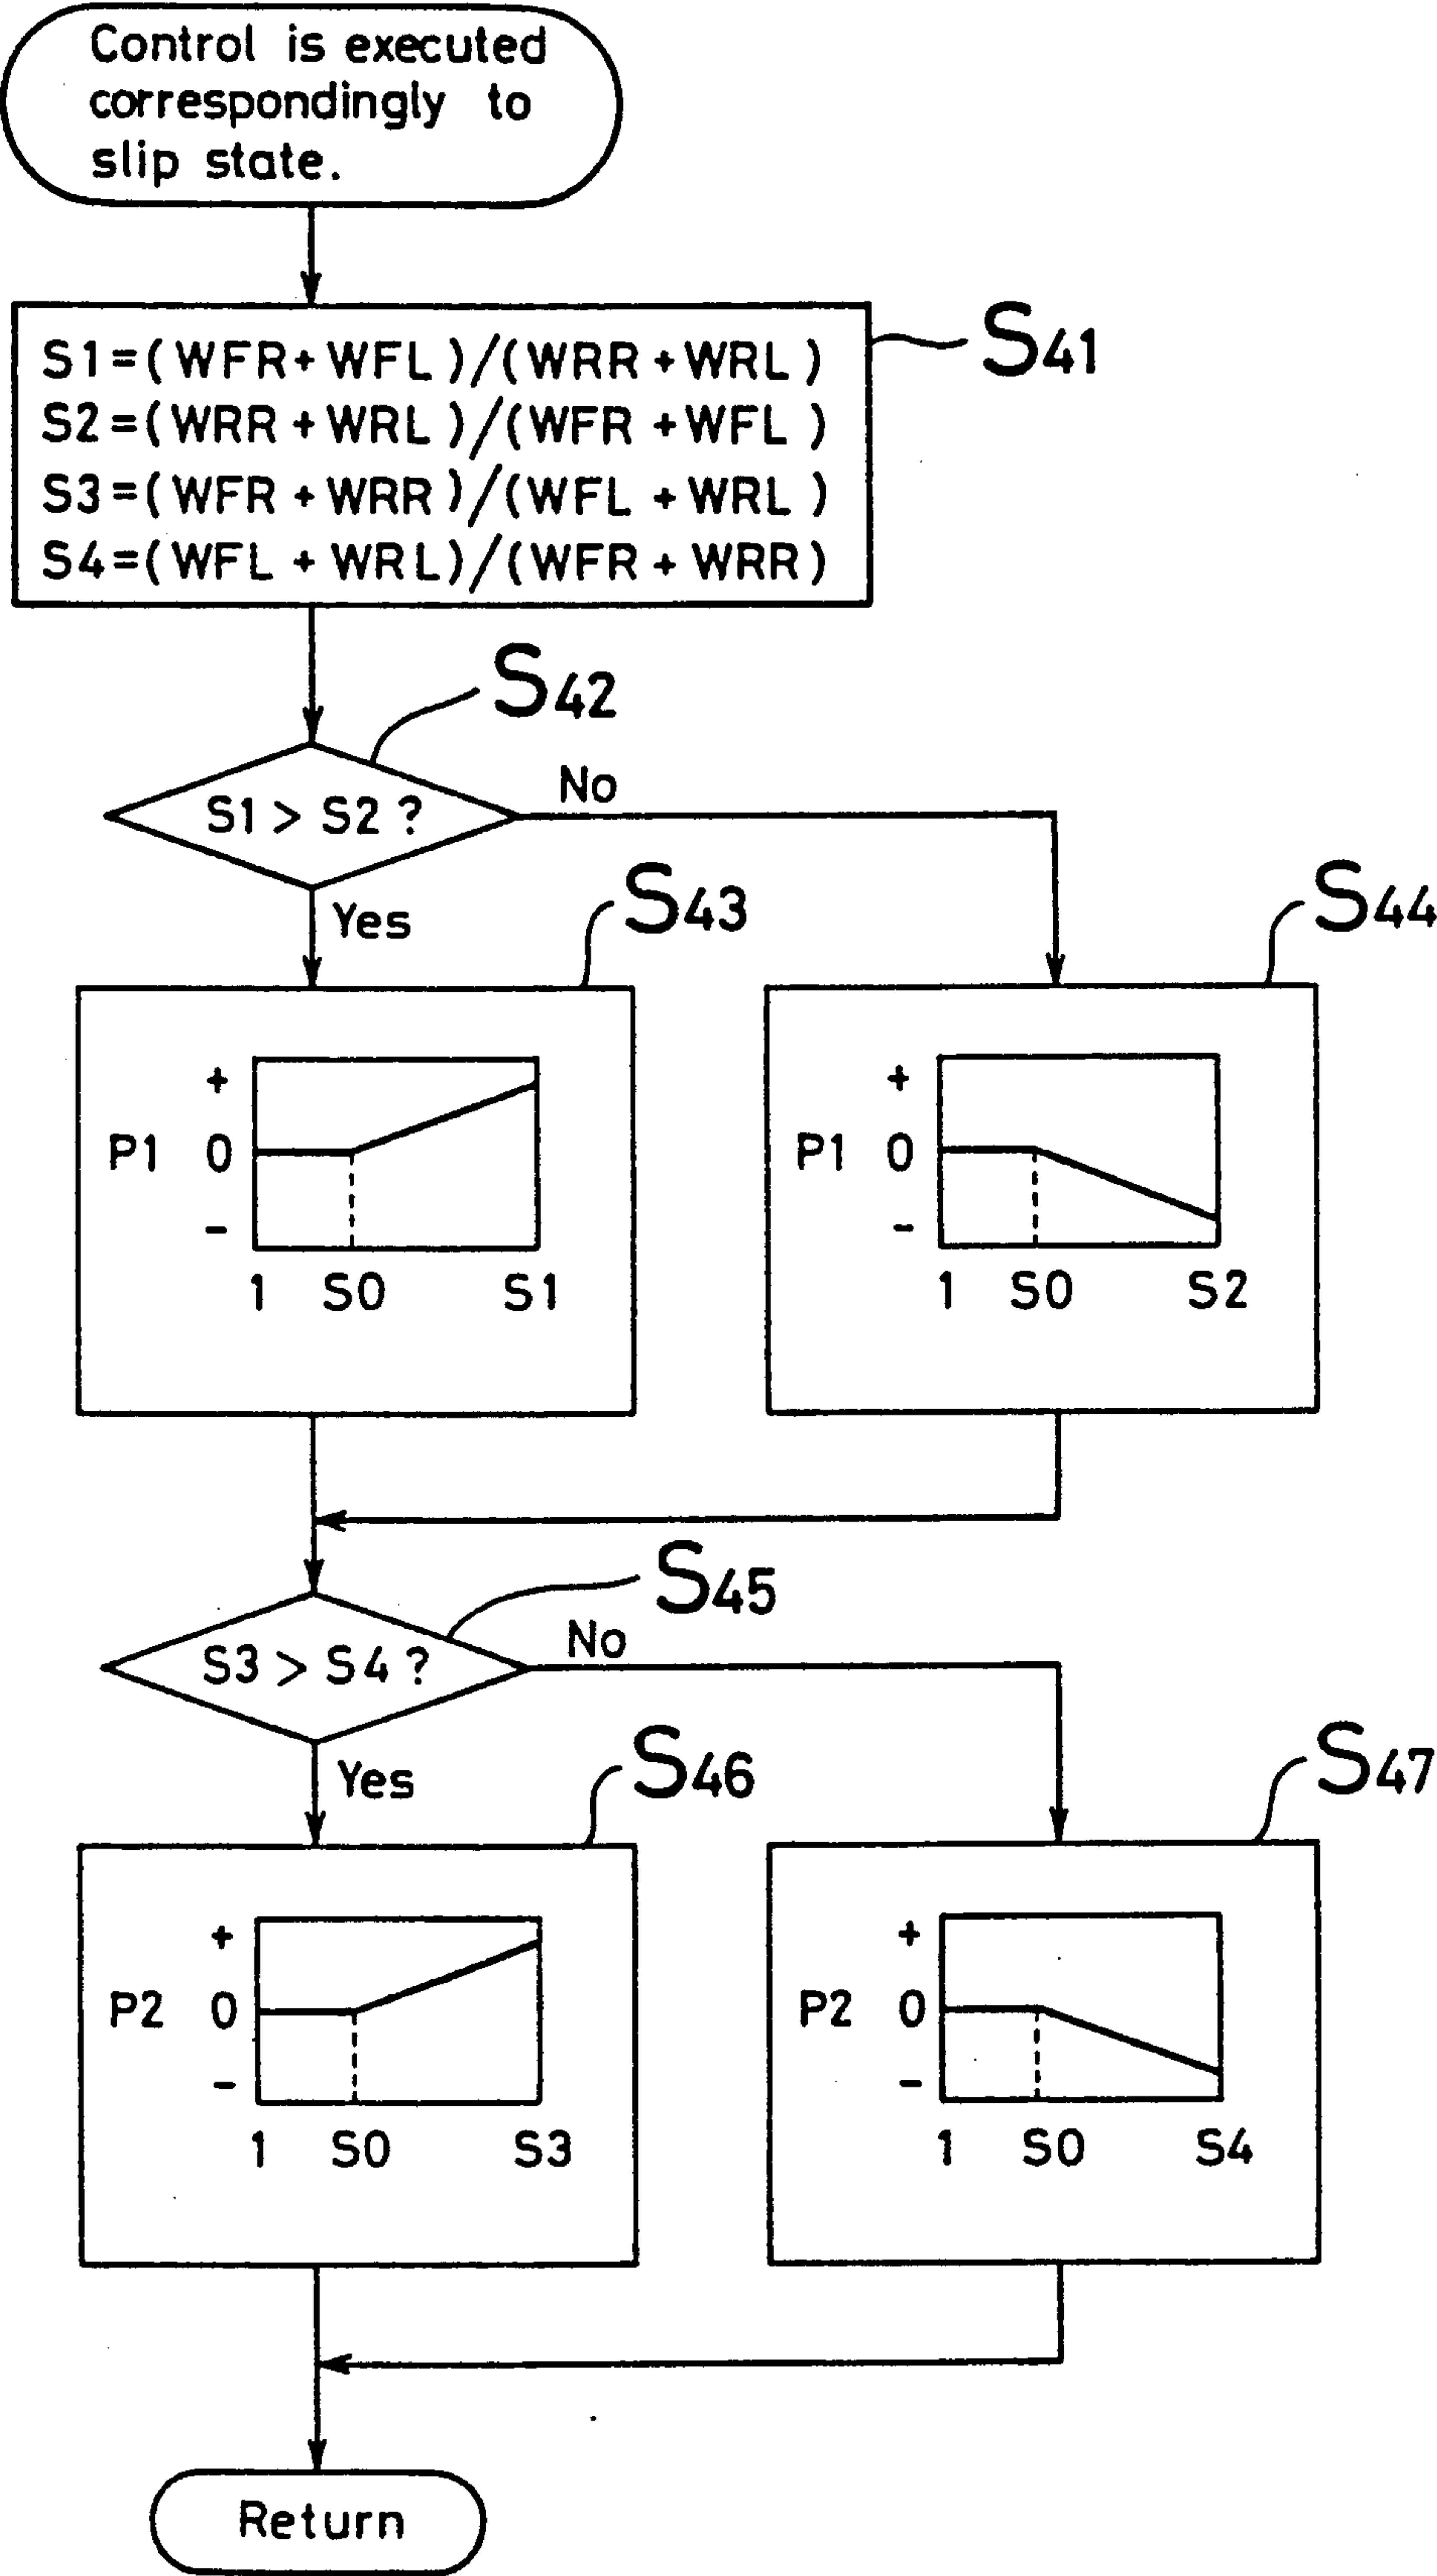 Control is executed
correspondingly to
slip state.
S1=(WFR+WFL)/(WRR+WRL)
S2=(WRR+WRL)/(WFR+WFL)
S3=(WFR+WRR)/(WFL+WRL)
S4=(WFL+WRL)/(WFR+WRR)
S41
S42
S1 > S2 ?
No
Yes
S43
+
P1 0
-
1 S0 S1
S44
+
P1 0
-
1 S0 S2
S45
S3 > S4 ?
No
Yes
S46
+
P2 0
-
1 S0 S3
S47
+
P2 0
-
1 S0 S4
Return